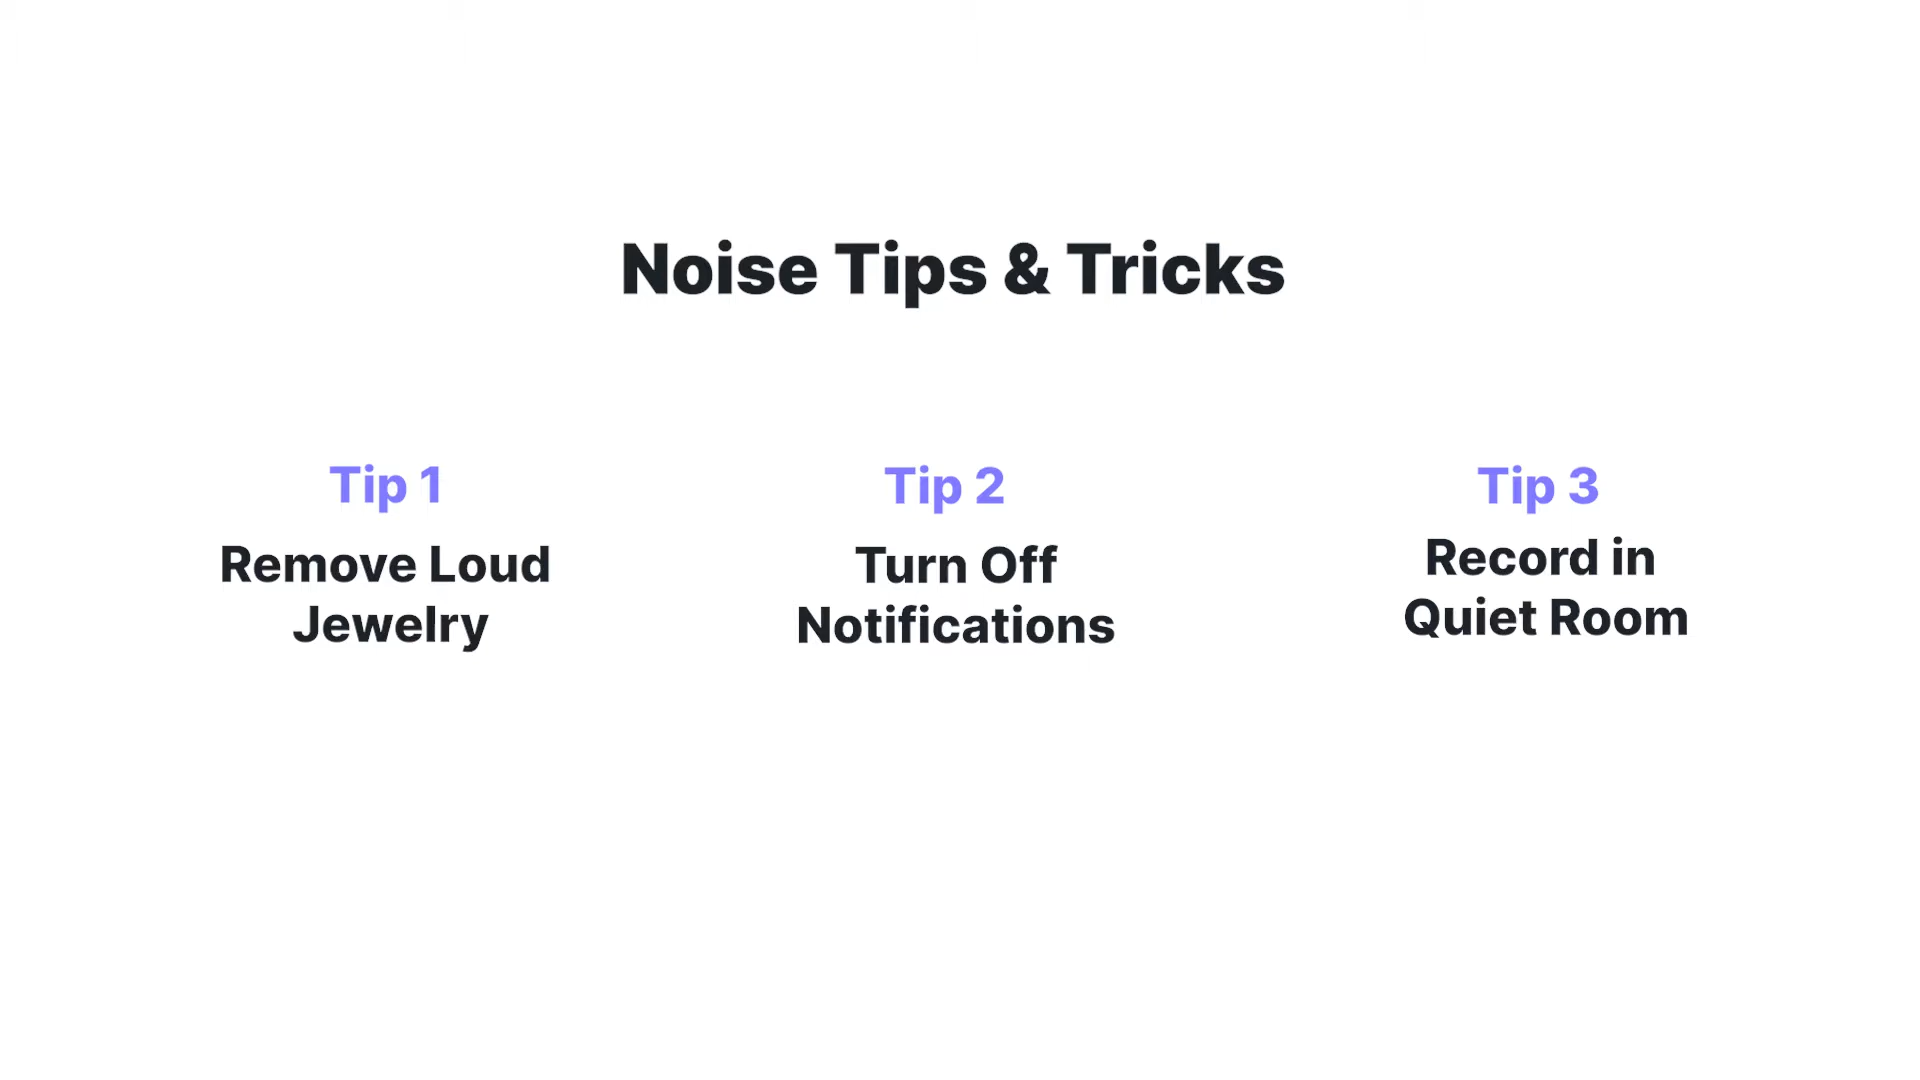 Noise Tips & Tricks
Tip 1
Remove Loud
Jewelry
Tip 2
Turn Off
Notifications
Tip 3
Record in
Quiet Room